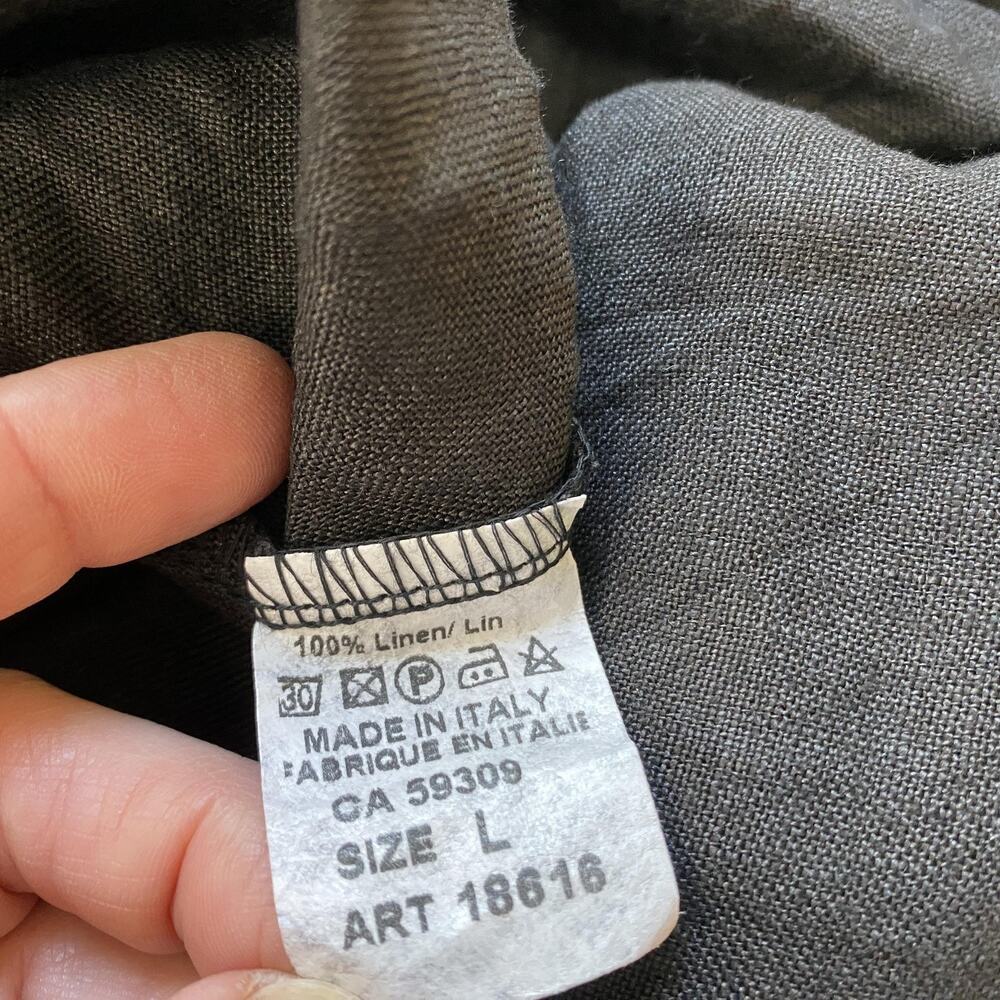 100% Linen/ Lin
30 P
MADE IN ITALY
FABRIQUE EN ITALIE
CA 59309
SIZE L
ART 18616